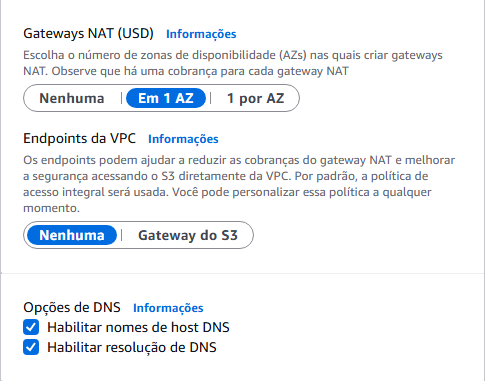 Gateways NAT (USD) Informações
Escolha o número de zonas de disponibilidade (AZs) nas quais criar gateways
NAT. Observe que há uma cobrança para cada gateway NAT
Nenhuma Em 1 AZ 1 por AZ
Endpoints da VPC Informações
Os endpoints podem ajudar a reduzir as cobranças do gateway NAT e melhorar
a segurança acessando o S3 diretamente da VPC. Por padrão, a política de
acesso integral será usada. Você pode personalizar essa política a qualquer
momento.
Nenhuma Gateway do S3
Opções de DNS Informações
Habilitar nomes de host DNS
Habilitar resolução de DNS